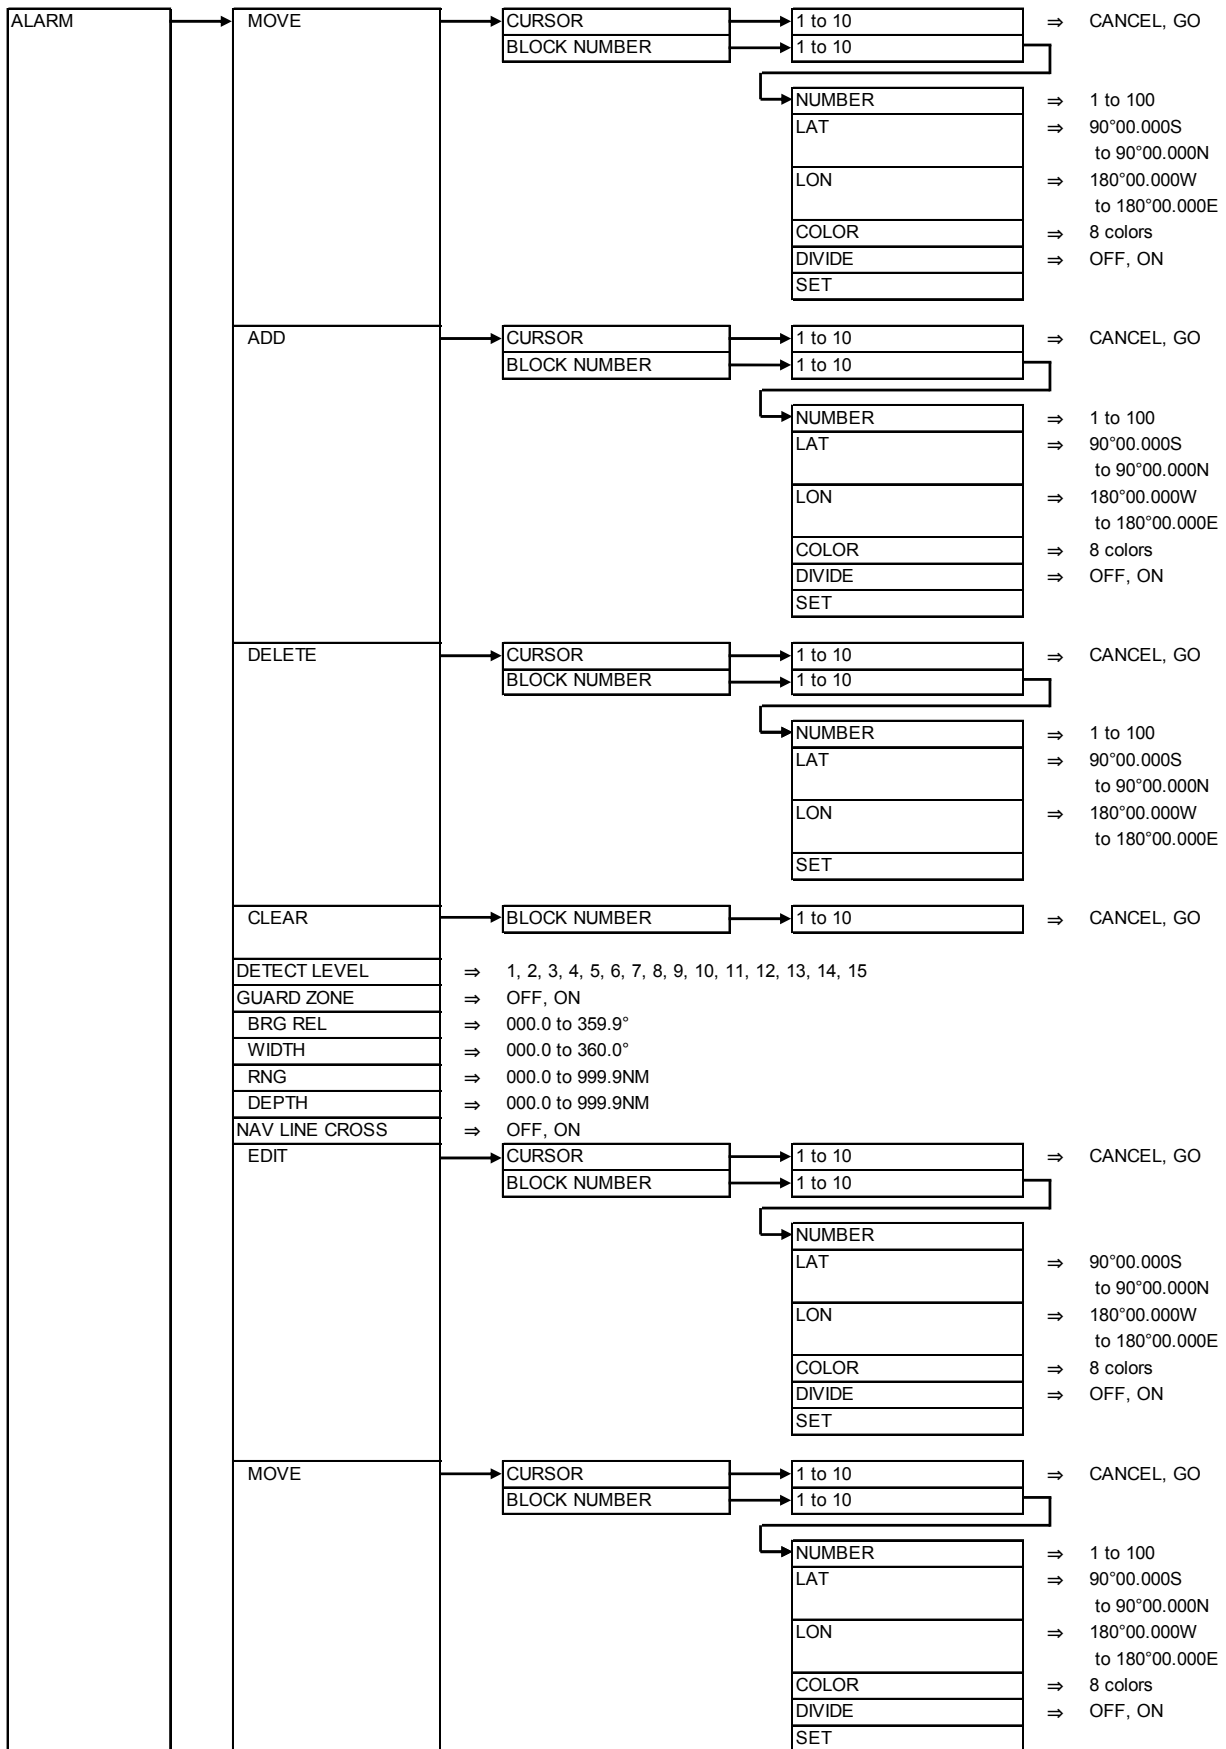 ALARM MOVE CURSOR 1 to 10 ⇒ CANCEL, GO
BLOCK NUMBER 1 to 10
NUMBER ⇒ 1 to 100
LAT ⇒ 90°00.000S
to 90°00.000N
LON ⇒ 180°00.000W
to 180°00.000E
COLOR ⇒ 8 colors
DIVIDE ⇒ OFF, ON
SET
ADD CURSOR 1 to 10 ⇒ CANCEL, GO
BLOCK NUMBER 1 to 10
NUMBER ⇒ 1 to 100
LAT ⇒ 90°00.000S
to 90°00.000N
LON ⇒ 180°00.000W
to 180°00.000E
COLOR ⇒ 8 colors
DIVIDE ⇒ OFF, ON
SET
DELETE CURSOR 1 to 10 ⇒ CANCEL, GO
BLOCK NUMBER 1 to 10
NUMBER ⇒ 1 to 100
LAT ⇒ 90°00.000S
to 90°00.000N
LON ⇒ 180°00.000W
to 180°00.000E
SET
CLEAR BLOCK NUMBER 1 to 10 ⇒ CANCEL, GO
DETECT LEVEL ⇒ 1, 2, 3, 4, 5, 6, 7, 8, 9, 10, 11, 12, 13, 14, 15
GUARD ZONE ⇒ OFF, ON
BRG REL ⇒ 000.0 to 359.9°
WIDTH ⇒ 000.0 to 360.0°
RNG ⇒ 000.0 to 999.9NM
DEPTH ⇒ 000.0 to 999.9NM
NAV LINE CROSS ⇒ OFF, ON
EDIT CURSOR 1 to 10 ⇒ CANCEL, GO
BLOCK NUMBER 1 to 10
NUMBER
LAT ⇒ 90°00.000S
to 90°00.000N
LON ⇒ 180°00.000W
to 180°00.000E
COLOR ⇒ 8 colors
DIVIDE ⇒ OFF, ON
SET
MOVE CURSOR 1 to 10 ⇒ CANCEL, GO
BLOCK NUMBER 1 to 10
NUMBER ⇒ 1 to 100
LAT ⇒ 90°00.000S
to 90°00.000N
LON ⇒ 180°00.000W
to 180°00.000E
COLOR ⇒ 8 colors
DIVIDE ⇒ OFF, ON
SET